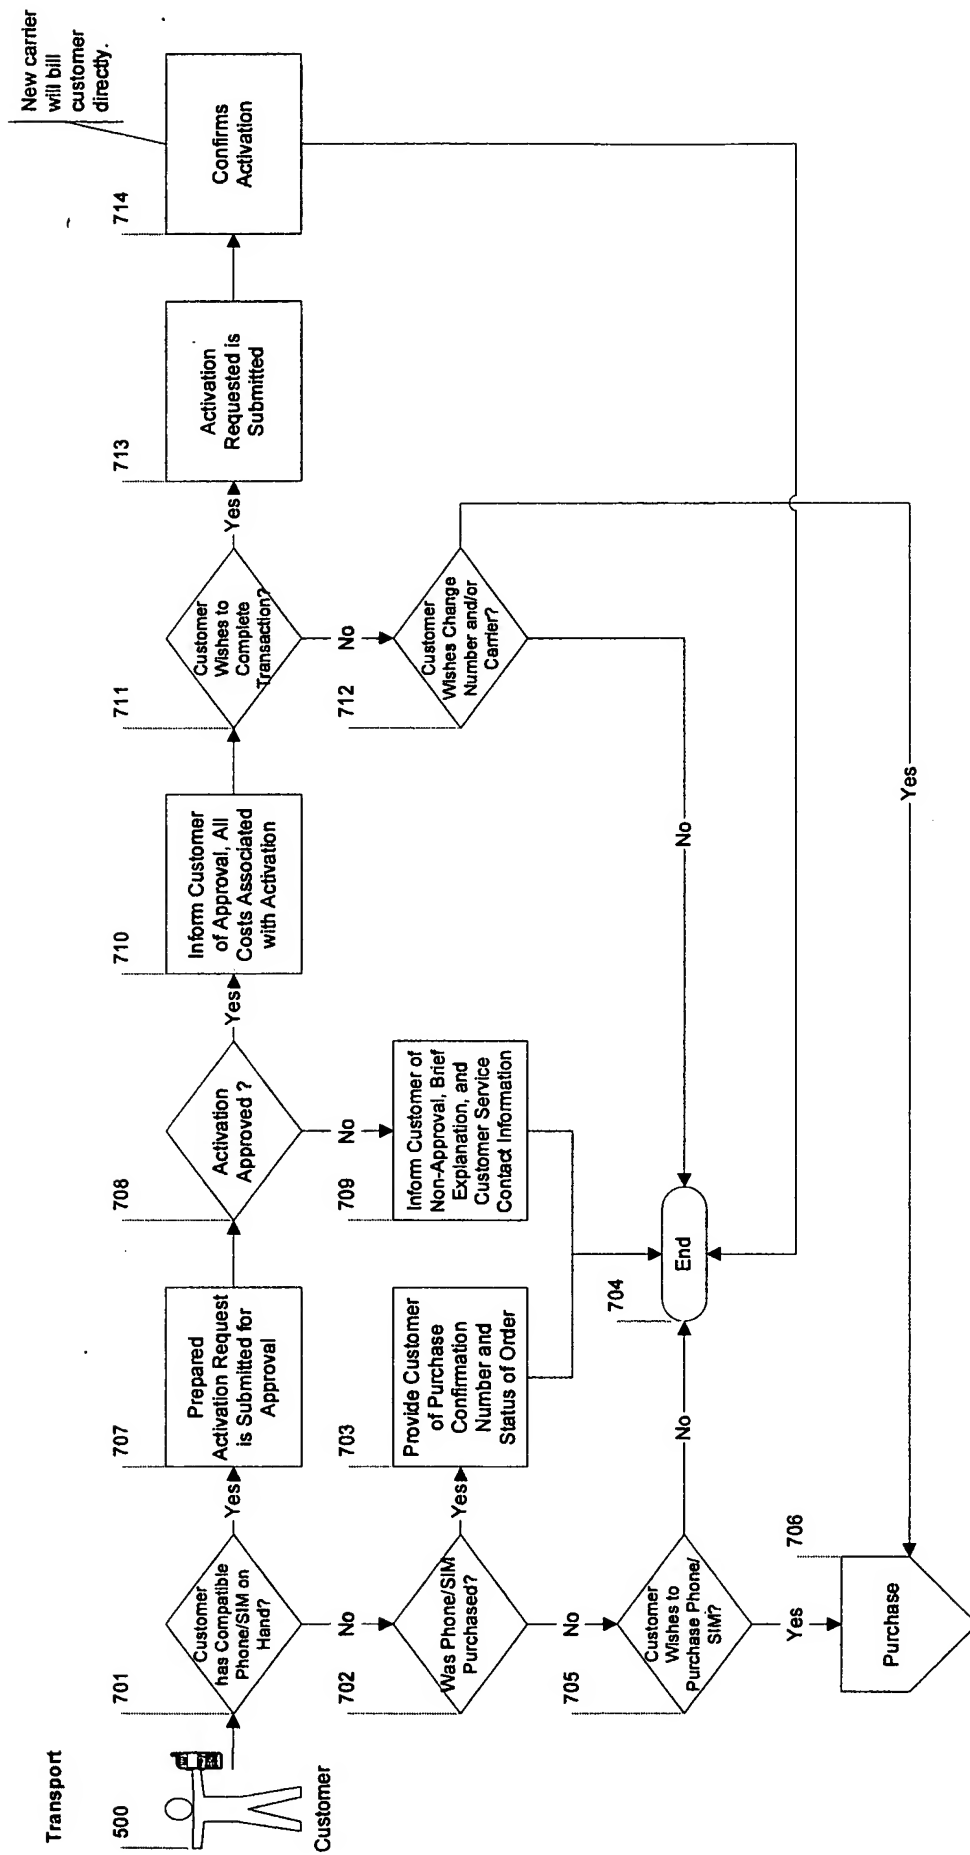 Transport
500
Customer
701
Customer
has Compatible
Phone/SIM on
Hand?
Yes
No
707
Prepared
Activation Request
is Submitted for
Approval
708
Activation
Approved ?
Yes
No
710
Inform Customer
of Approval, All
Costs Associated
with Activation
711
Customer
Wishes to
Complete
Transaction?
Yes
No
713
Activation
Requested is
Submitted
714
Confirms
Activation
New carrier
will bill
customer
directly.
702
Was Phone/SIM
Purchased?
Yes
No
703
Provide Customer
of Purchase
Confirmation
Number and
Status of Order
709
Inform Customer of
Non-Approval, Brief
Explanation, and
Customer Service
Contact Information
712
Customer
Wishes Change
Number and/or
Carrier?
No
Yes
705
Customer
Wishes to
Purchase Phone/
SIM?
No
Yes
704
End
706
Purchase